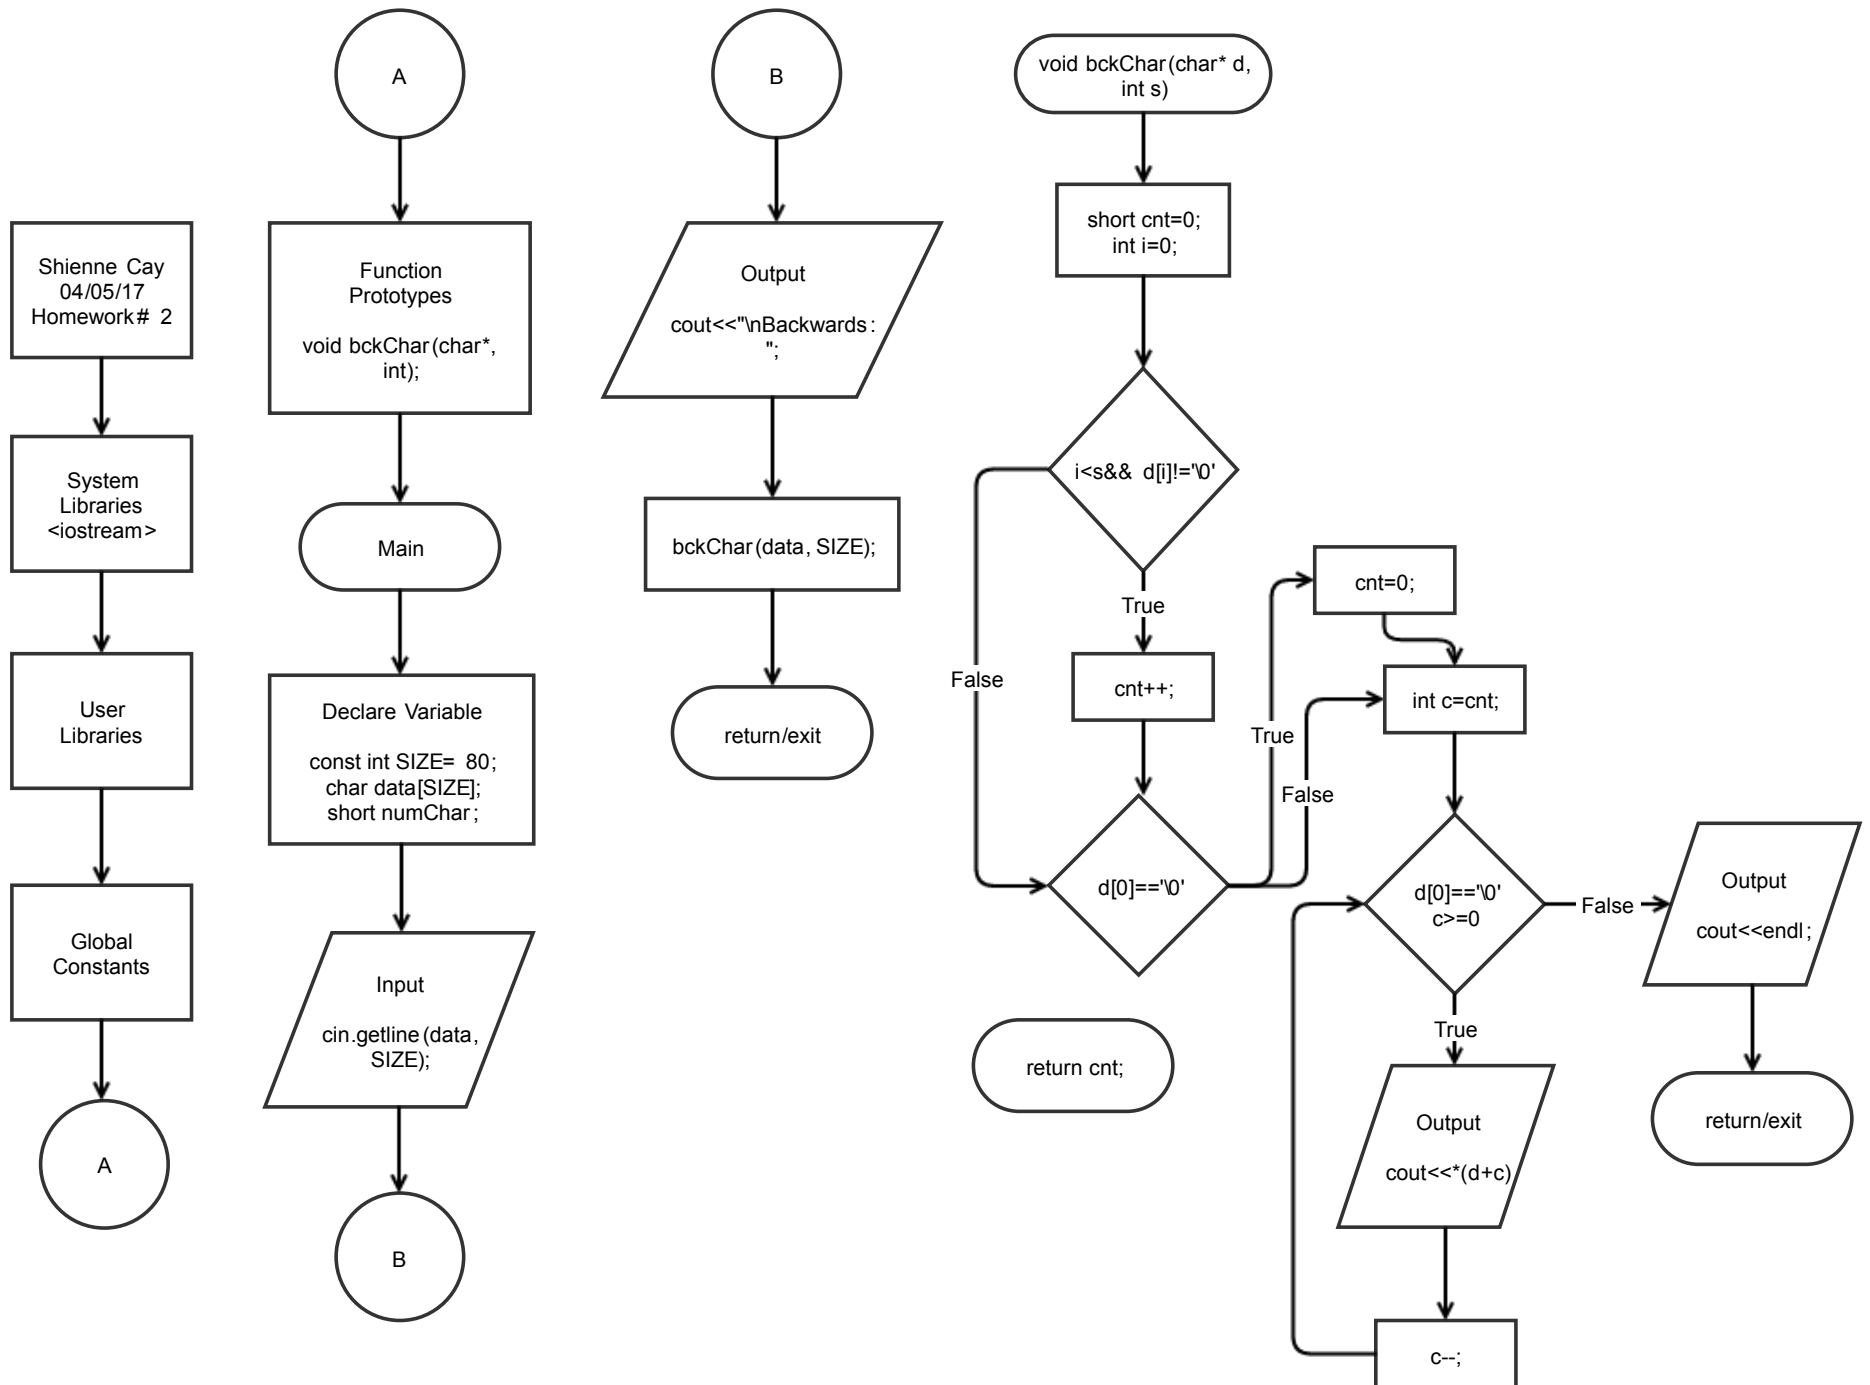 Shienne Cay
04/05/17
Homework# 2
System
Libraries
<iostream>
User
Libraries
Global
Constants
A
A
Function
Prototypes
void bckChar(char*,
int);
Main
Declare Variable
const int SIZE= 80;
char data[SIZE];
short numChar;
Input
cin.getline(data,
SIZE);
B
B
Output
cout<<"\nBackwards:
";
bckChar(data, SIZE);
return/exit
void bckChar(char* d,
int s)
short cnt=0;
int i=0;
i<s&& d[i]!='\0'
True
False
cnt++;
d[0]=='\0'
True
False
return cnt;
cnt=0;
int c=cnt;
d[0]=='\0'
c>=0
False
True
Output
cout<<*(d+c)
c--;
Output
cout<<endl;
return/exit